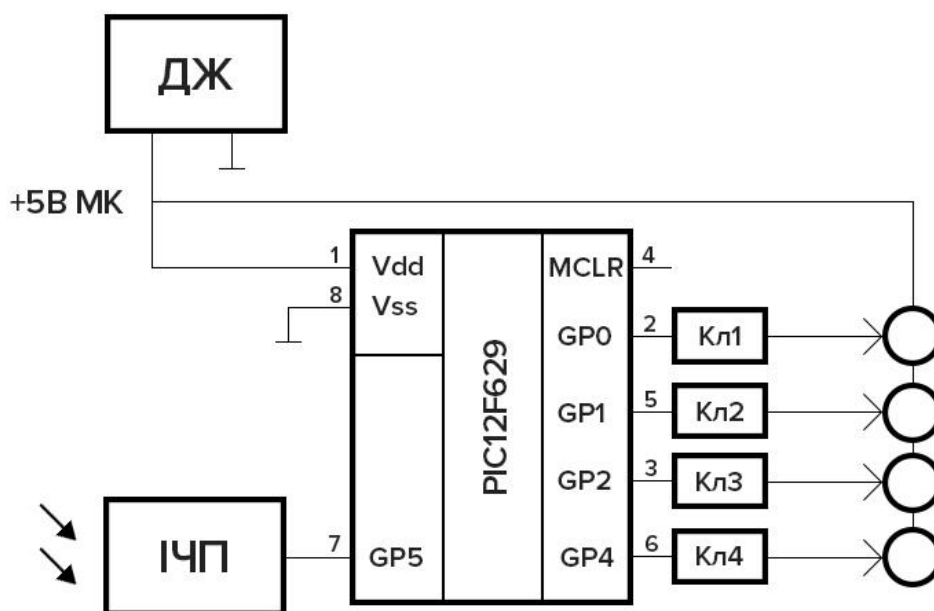 ДЖ
+5В МК
1 Vdd
8 Vss
PIC12F629
MCLR 4
GP0 2 Кл1
GP1 5 Кл2
GP2 3 Кл3
ІЧП 7 GP5
GP4 6 Кл4